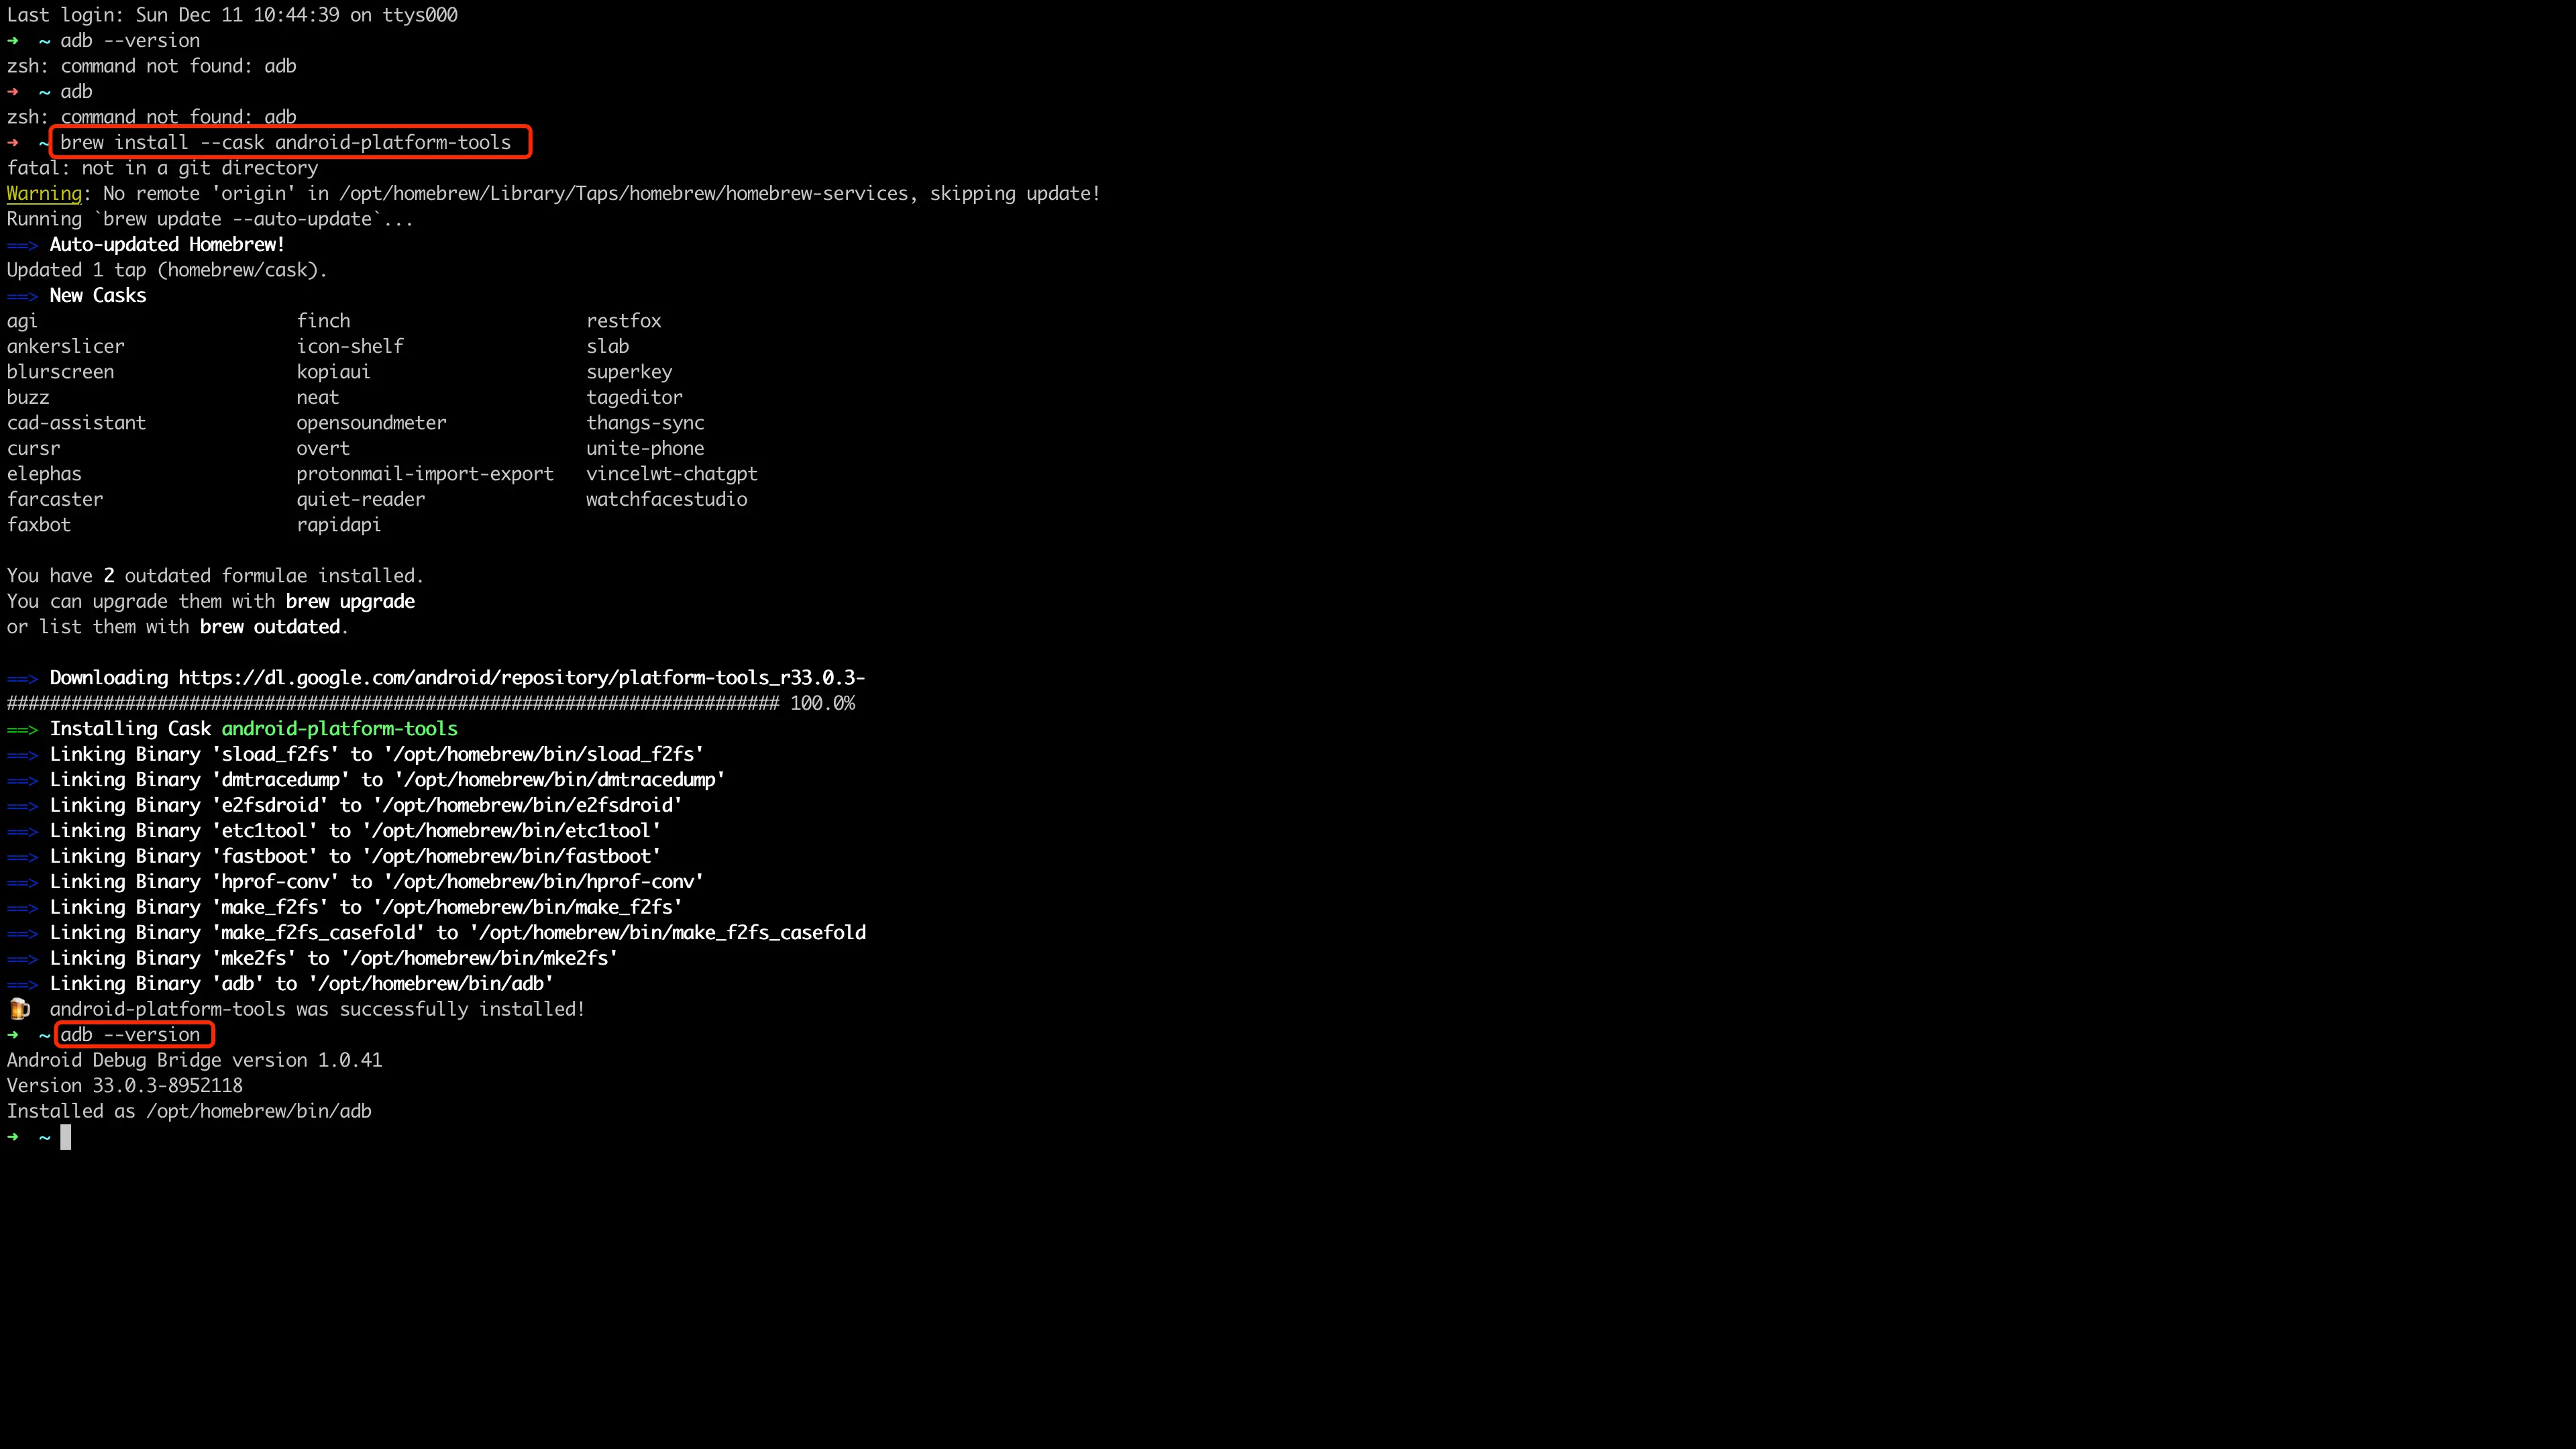 Last login: Sun Dec 11 10:44:39 on ttys000
➜  ~ adb --version
zsh: command not found: adb
➜  ~ adb
zsh: command not found: adb
➜  ~ brew install --cask android-platform-tools
fatal: not in a git directory
Warning: No remote 'origin' in /opt/homebrew/Library/Taps/homebrew/homebrew-services, skipping update!
Running `brew update --auto-update`...
==> Auto-updated Homebrew!
Updated 1 tap (homebrew/cask).
==> New Casks
agi                        finch                      restfox
ankerslicer                icon-shelf                 slab
blurscreen                 kopiaui                    superkey
buzz                       neat                       tageditor
cad-assistant              opensoundmeter             thangs-sync
cursr                      overt                      unite-phone
elephas                    protonmail-import-export   vincelwt-chatgpt
farcaster                  quiet-reader               watchfacestudio
faxbot                     rapidapi
You have 2 outdated formulae installed.
You can upgrade them with brew upgrade
or list them with brew outdated.
==> Downloading https://dl.google.com/android/repository/platform-tools_r33.0.3-
######################################################################## 100.0%
==> Installing Cask android-platform-tools
==> Linking Binary 'sload_f2fs' to '/opt/homebrew/bin/sload_f2fs'
==> Linking Binary 'dmtracedump' to '/opt/homebrew/bin/dmtracedump'
==> Linking Binary 'e2fsdroid' to '/opt/homebrew/bin/e2fsdroid'
==> Linking Binary 'etc1tool' to '/opt/homebrew/bin/etc1tool'
==> Linking Binary 'fastboot' to '/opt/homebrew/bin/fastboot'
==> Linking Binary 'hprof-conv' to '/opt/homebrew/bin/hprof-conv'
==> Linking Binary 'make_f2fs' to '/opt/homebrew/bin/make_f2fs'
==> Linking Binary 'make_f2fs_casefold' to '/opt/homebrew/bin/make_f2fs_casefold
==> Linking Binary 'mke2fs' to '/opt/homebrew/bin/mke2fs'
==> Linking Binary 'adb' to '/opt/homebrew/bin/adb'
🍺  android-platform-tools was successfully installed!
➜  ~ adb --version
Android Debug Bridge version 1.0.41
Version 33.0.3-8952118
Installed as /opt/homebrew/bin/adb
➜  ~